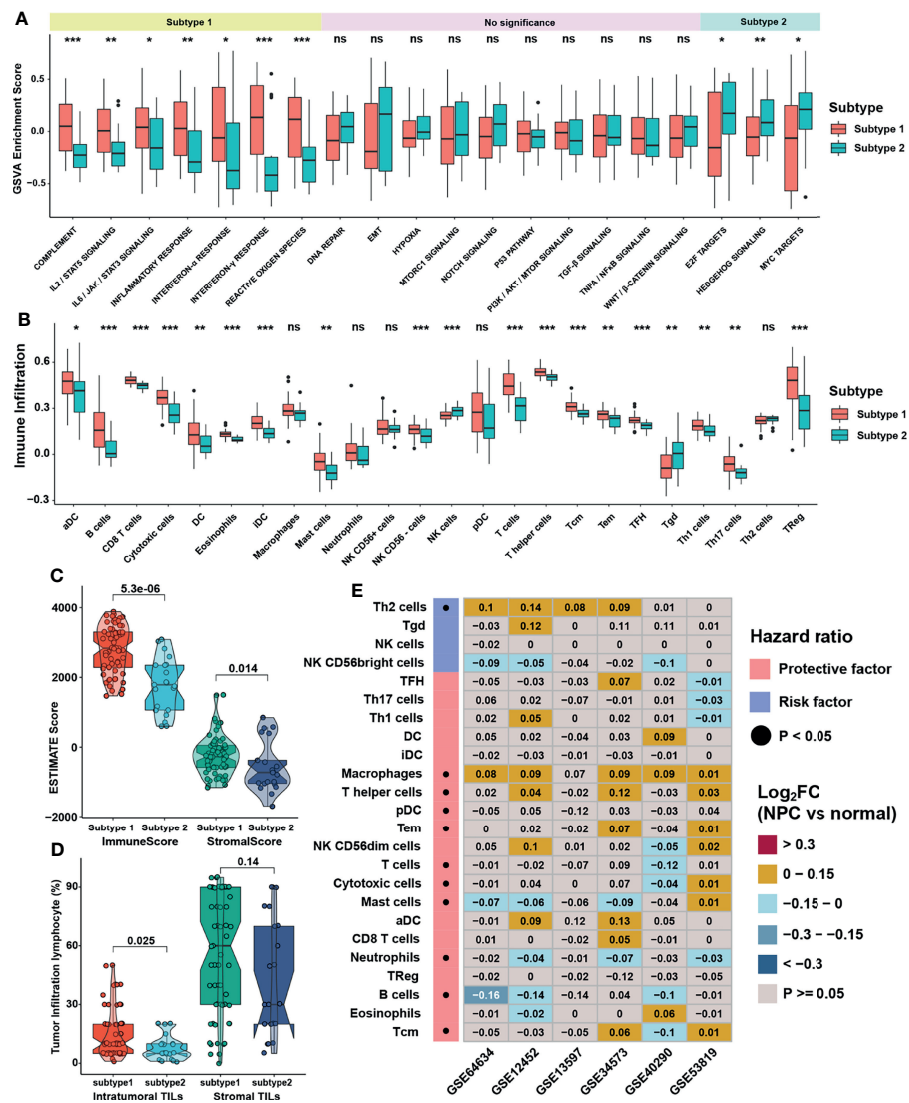 A
Subtype 1 No significance Subtype 2
*** ** * ** * *** *** ns ns ns ns ns ns ns ns ns ns * ** *
GSVA Enrichment Score
0.5
0.0
−0.5
Subtype
Subtype 1
Subtype 2
COMPLEMENT
IL2 / STAT5 SIGNALING
IL6 / JAK / STAT3 SIGNALING
INFLAMMATORY RESPONSE
INTERFERON-α RESPONSE
INTERFERON-γ RESPONSE
REACTIVE OXIGEN SPECIES
DNA REPAIR
EMT
HYPOXIA
MTORC1 SIGNALING
NOTCH SIGNALING
P53 PATHWAY
PI3K / AKT / MTOR SIGNALING
TGF-β SIGNALING
TNFA / NFκB SIGNALING
WNT / β-CATENIN SIGNALING
E2F TARGETS
HEDGEHOG SIGNALING
MYC TARGETS
B
* *** *** *** ** *** *** ns ** ns ns *** *** ns *** *** *** ** *** ** ** ** ns ***
Imuune Infiltration
0.6
0.3
0.0
−0.3
Subtype
Subtype 1
Subtype 2
aDC
B cells
CD8 T cells
Cytotoxic cells
DC
Eosinophils
iDC
Macrophages
Mast cells
Neutrophils
NK CD56+ cells
NK CD56 - cells
NK cells
pDC
T cells
T helper cells
Tcm
Tem
TFH
Tgd
Th1 cells
Th17 cells
Th2 cells
TReg
C
5.3e-06
0.014
ESTIMATE Score
4000
2000
0
−2000
Subtype 1 Subtype 2 Subtype 1 Subtype 2
ImmuneScore StromalScore
D
0.14
0.025
Tumor Infiltration lymphocyte (%)
90
60
30
0
subtype1 subtype2 subtype1 subtype2
Intratumoral TILs Stromal TILs
E
Th2 cells 0.1 0.14 0.08 0.09 0.01 0
Tgd −0.03 0.12 0 0.11 0.11 0.01
NK cells −0.02 0 0 0 0 0
NK CD56bright cells −0.09 −0.05 −0.04 −0.02 −0.1 0
TFH −0.05 −0.03 −0.03 0.07 0.02 −0.01
Th17 cells 0.06 0.02 −0.07 −0.01 0.01 −0.03
Th1 cells 0.02 0.05 0 0.02 0.01 −0.01
DC 0.05 0.02 −0.04 0.03 0.09 0
iDC −0.02 −0.03 −0.01 −0.03 0 0
Macrophages 0.08 0.09 0.07 0.09 0.09 0.01
T helper cells 0.02 0.04 −0.02 0.12 −0.03 0.03
pDC −0.05 0.05 −0.12 0.03 −0.03 0.04
Tem 0 0.02 −0.02 0.07 −0.04 0.01
NK CD56dim cells 0.05 0.1 0.01 0.02 −0.05 0.02
T cells −0.01 −0.02 −0.07 0.09 −0.12 0.01
Cytotoxic cells −0.01 0.04 0 0.07 −0.04 0.01
Mast cells −0.07 −0.06 −0.06 −0.09 −0.04 0.01
aDC −0.01 0.09 0.12 0.13 −0.01 0
CD8 T cells 0.01 0 −0.02 0.05 −0.01 0
Neutrophils −0.02 −0.04 −0.01 −0.07 −0.03 −0.03
TReg −0.02 0 −0.02 −0.12 −0.03 −0.05
B cells −0.16 −0.14 −0.14 0.04 −0.1 −0.01
Eosinophils −0.01 −0.02 0 0 0.06 −0.01
Tcm −0.05 −0.03 −0.05 0.06 −0.1 0.01
GSE64634
GSE12452
GSE13597
GSE34573
GSE40290
GSE53819
Hazard ratio
Protective factor
Risk factor
P < 0.05
Log₂FC
(NPC vs normal)
> 0.3
0 − 0.15
−0.15 − 0
−0.3 − −0.15
< −0.3
P >= 0.05